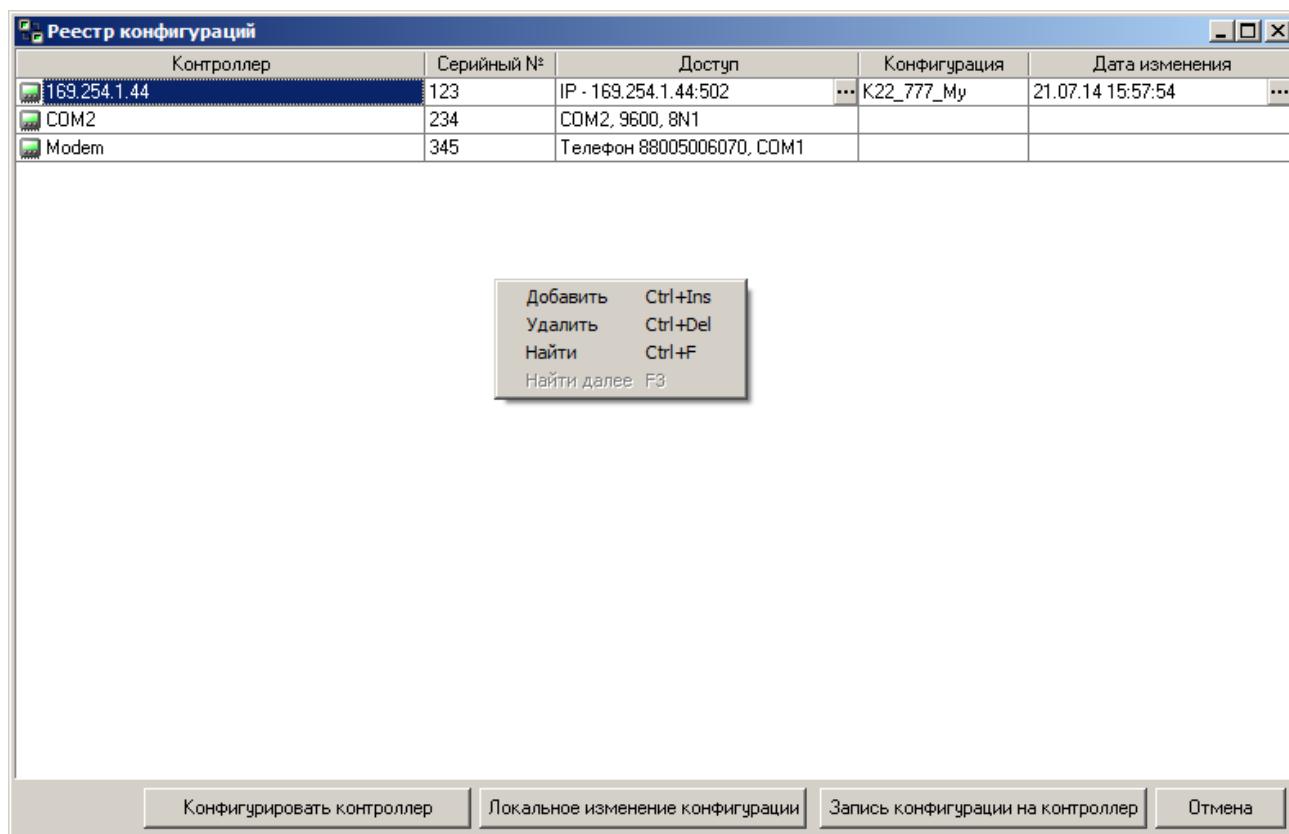 Реестр конфигураций
Контроллер Серийный № Доступ Конфигурация Дата изменения
169.254.1.44 123 IP - 169.254.1.44:502 ... K22_777_My 21.07.14 15:57:54 ...
COM2 234 COM2, 9600, 8N1
Modem 345 Телефон 88005006070, COM1
Добавить Ctrl+Ins
Удалить Ctrl+Del
Найти Ctrl+F
Найти далее F3
Конфигурировать контроллер Локальное изменение конфигурации Запись конфигурации на контроллер Отмена